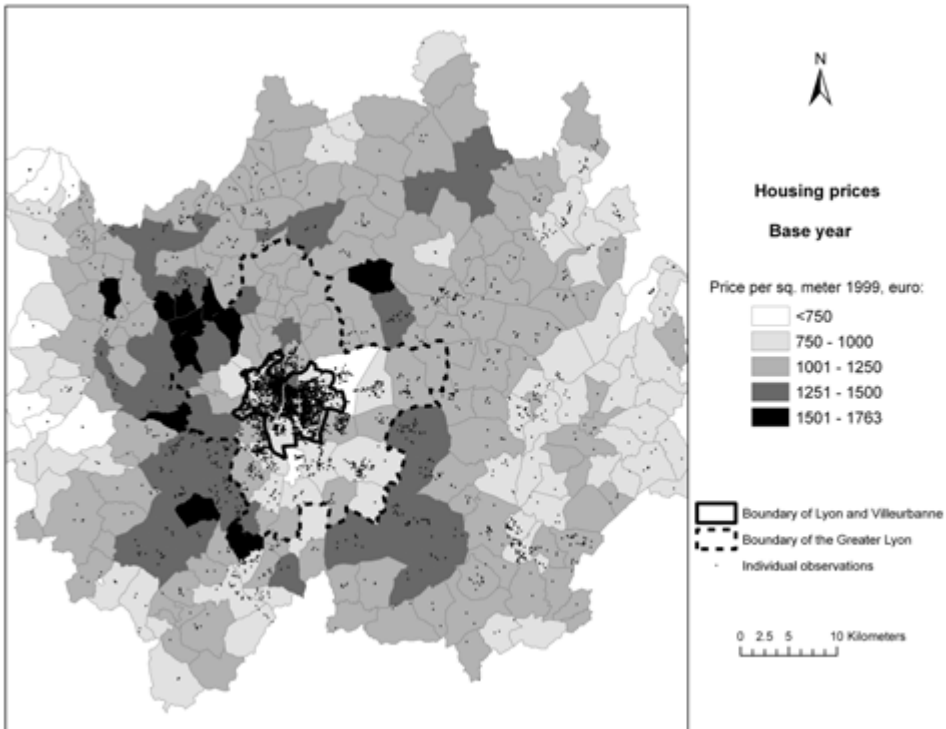 N
Housing prices
Base year
Price per sq. meter 1999, euro:
<750
750 - 1000
1001 - 1250
1251 - 1500
1501 - 1763
Boundary of Lyon and Villeurbanne
Boundary of the Greater Lyon
Individual observations
0 2.5 5 10 Kilometers